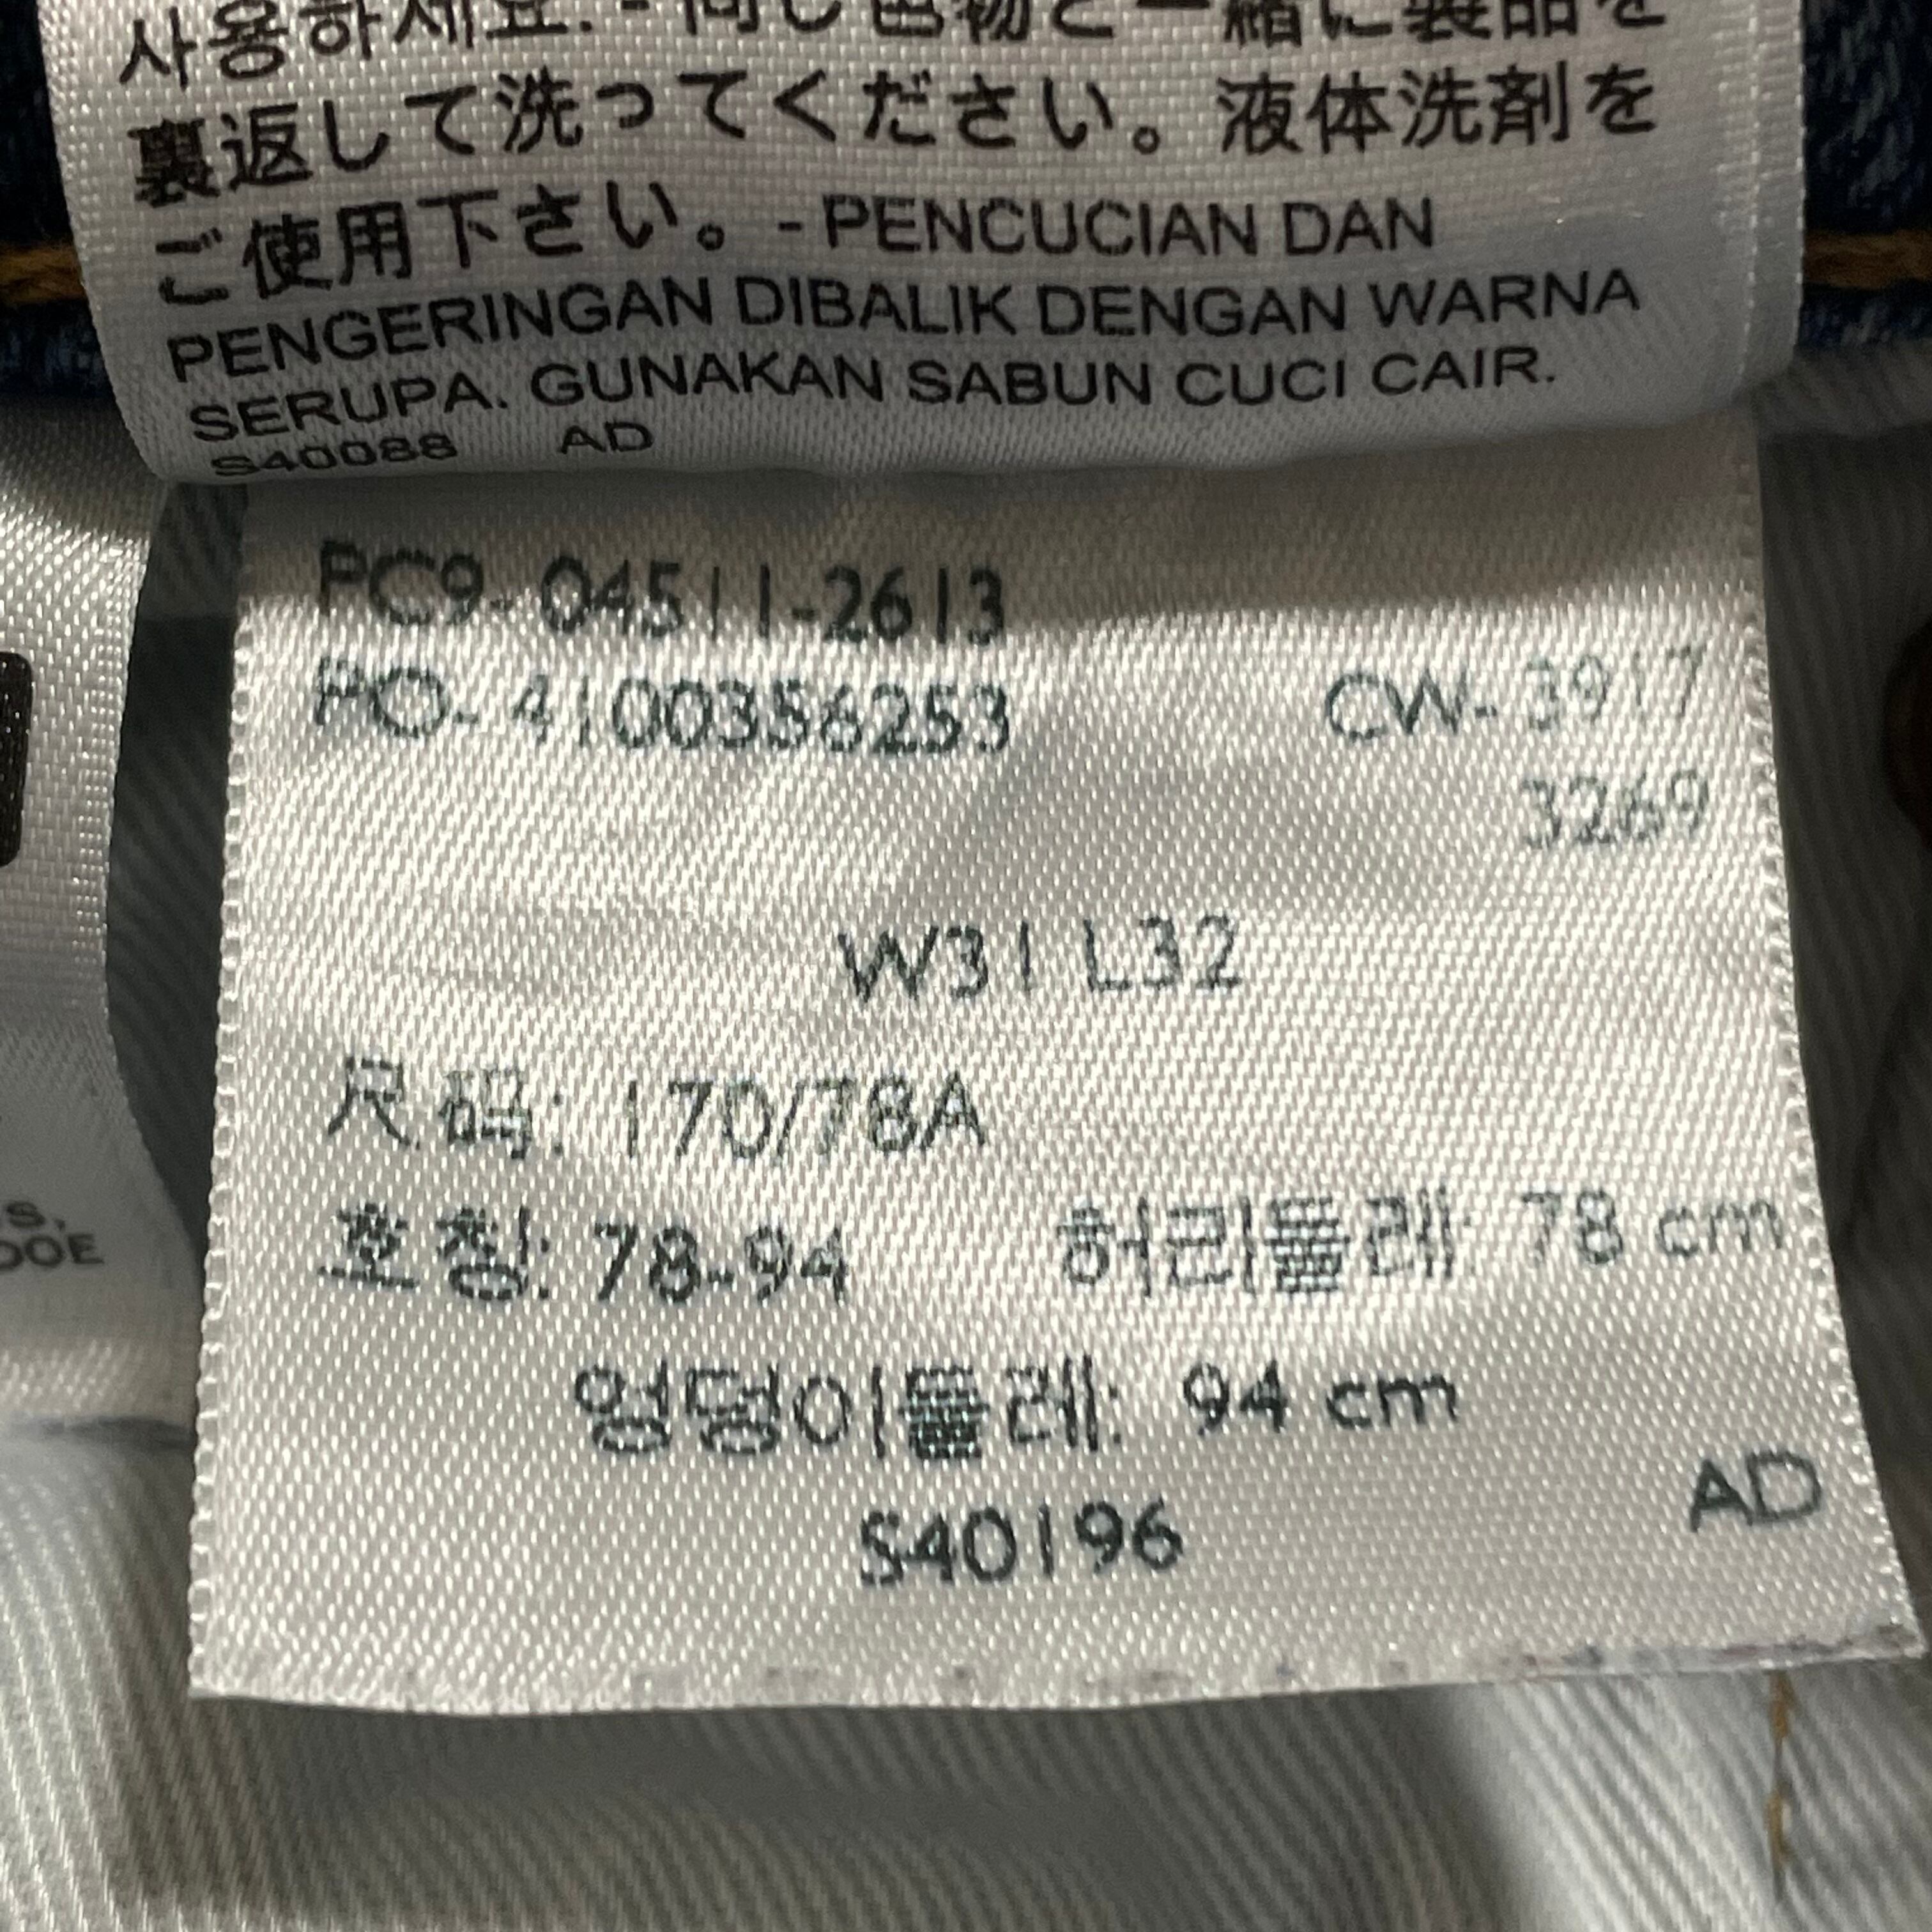 사용하세요. - 同じ色物と一緒に製品を
裏返して洗ってください。液体洗剤を
ご使用下さい。- PENCUCIAN DAN
PENGERINGAN DIBALIK DENGAN WARNA
SERUPA. GUNAKAN SABUN CUCI CAIR.
S40088 AD
PC9-04511-2613
PO-4100356253 CW-3917
3269
W31 L32
尺码: 170/78A
호칭: 78-94 허리둘레: 78 cm
엉덩이둘레: 94 cm
S40196 AD